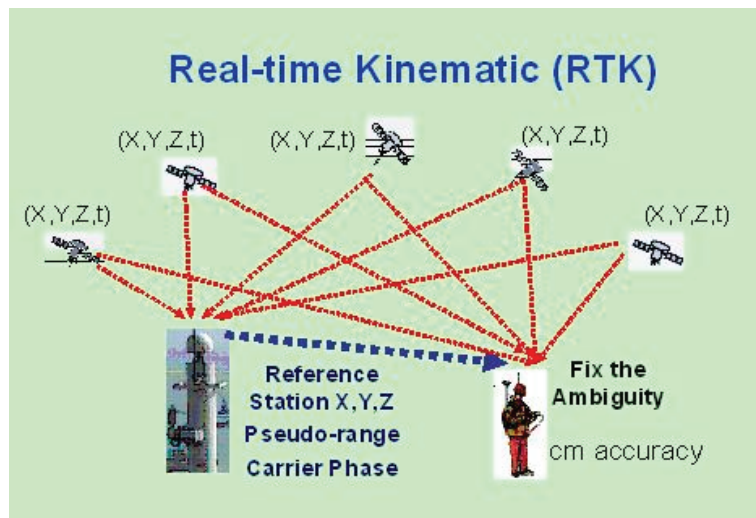 Real-time Kinematic (RTK)
(X,Y,Z,t)
(X,Y,Z,t)
(X,Y,Z,t)
(X,Y,Z,t)
(X,Y,Z,t)
Reference
Station X,Y,Z
Pseudo-range
Carrier Phase
Fix the
Ambiguity
cm accuracy